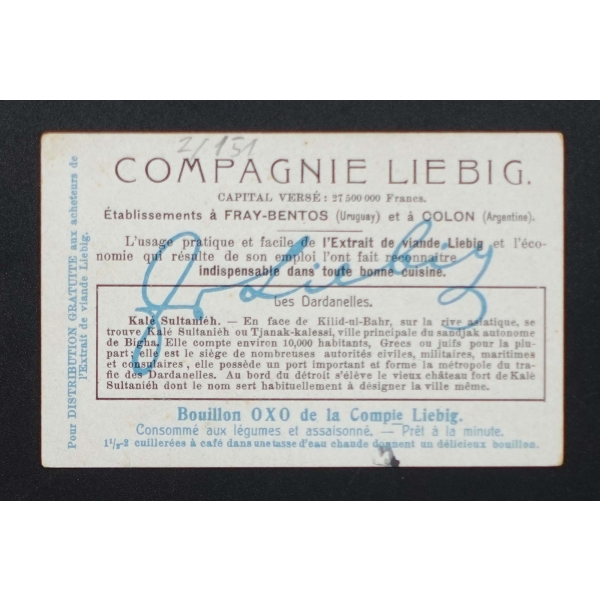 2/151
COMPAGNIE LIEBIG.
CAPITAL VERSÉ: 27 500 000 Francs.
Établissements à FRAY-BENTOS (Uruguay) et à COLON (Argentine).
L'usage pratique et facile de l'Extrait de viande Liebig et l'éco-
nomie qui résulte de son emploi l'ont fait reconnaître
indispensable dans toute bonne cuisine.
J. v. Liebig
Les Dardanelles.
Kalé Sultaniéh. — En face de Kilid-ul-Bahr, sur la rive asiatique, se
trouve Kalé Sultaniéh ou Tjanak-kalessi, ville principale du sandjak autonome
de Bigha. Elle compte environ 10,000 habitants, Grecs ou juifs pour la plu-
part; elle est le siège de nombreuses autorités civiles, militaires, maritimes
et consulaires, elle possède un port important et forme la métropole du tra-
fic des Dardanelles. Au bord du détroit s'élève le vieux château fort de Kalè
Sultaniéh dont le nom sert habituellement à désigner la ville même.
Bouillon OXO de la Compie Liebig.
Consommé aux légumes et assaisonné. — Prêt à la minute.
1½-2 cuillerées à café dans une tasse d'eau chaude donnent un délicieux bouillon.
Pour DISTRIBUTION GRATUITE aux acheteurs de
l'Extrait de viande Liebig.